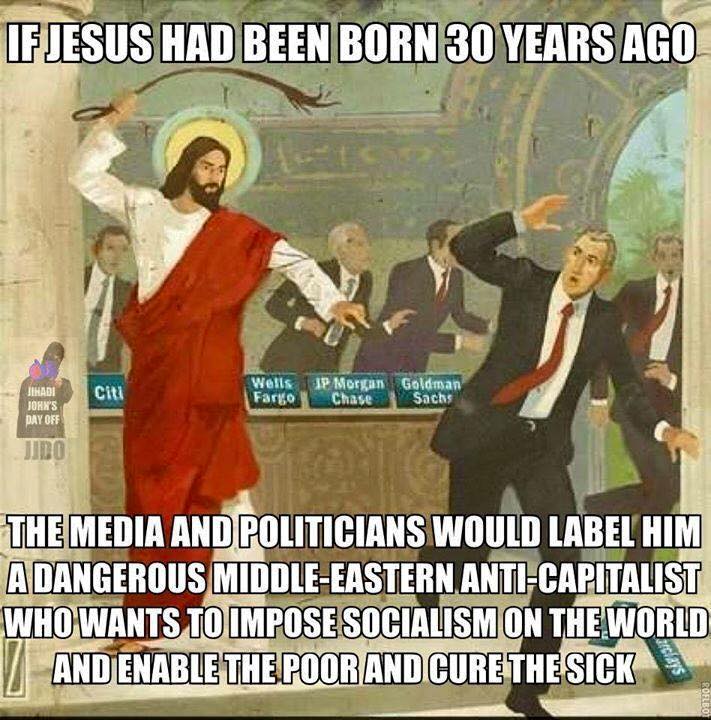 IF JESUS HAD BEEN BORN 30 YEARS AGO
Citi
Wells Fargo
JP Morgan Chase
Goldman Sachs
JIHADI
JOHN'S
DAY OFF
JJDO
THE MEDIA AND POLITICIANS WOULD LABEL HIM
A DANGEROUS MIDDLE-EASTERN ANTI-CAPITALIST
WHO WANTS TO IMPOSE SOCIALISM ON THE WORLD
AND ENABLE THE POOR AND CURE THE SICK